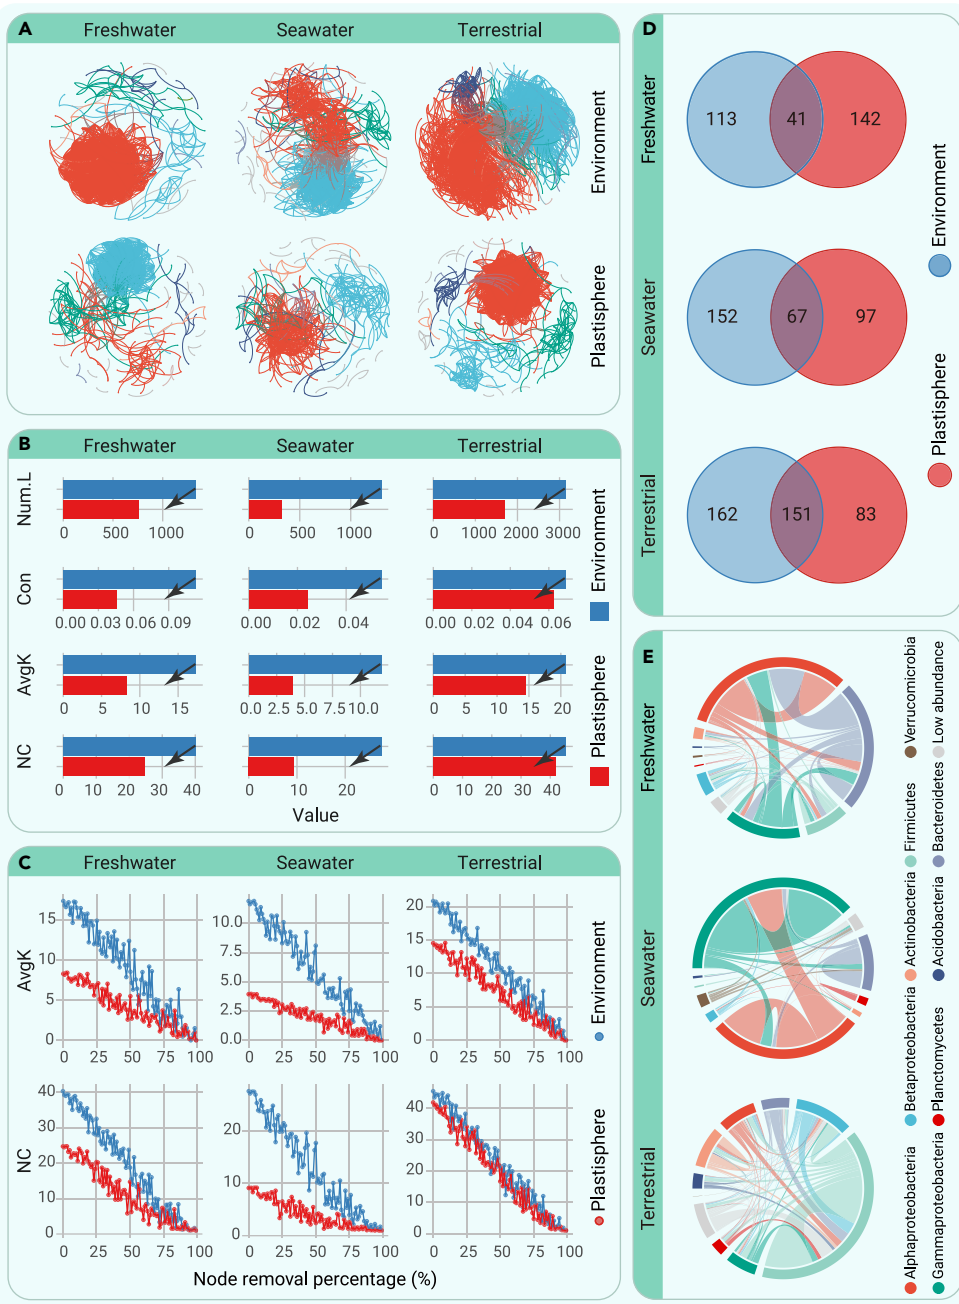 A
Freshwater Seawater Terrestrial
Environment
Plastisphere
B
Freshwater Seawater Terrestrial
Num.L
0 500 1000
0 500 1000
0 1000 2000 3000
Con
0.00 0.03 0.06 0.09
0.00 0.02 0.04
0.00 0.02 0.04 0.06
AvgK
0 5 10 15
0.0 2.5 5.0 7.5 10.0
0 5 10 15 20
NC
0 10 20 30 40
0 10 20
0 10 20 30 40
Value
Environment
Plastisphere
C
Freshwater Seawater Terrestrial
AvgK
15
10
5
0
0 25 50 75 100
10.0
7.5
5.0
2.5
0.0
0 25 50 75 100
20
15
10
5
0
0 25 50 75 100
NC
40
30
20
10
0
0 25 50 75 100
20
10
0
0 25 50 75 100
40
30
20
10
0
0 25 50 75 100
Node removal percentage (%)
Environment
Plastisphere
D
Freshwater
113 41 142
Seawater
152 67 97
Terrestrial
162 151 83
Environment
Plastisphere
E
Freshwater
Seawater
Terrestrial
Alphaproteobacteria
Betaproteobacteria
Actinobacteria
Firmicutes
Verrucomicrobia
Gammaproteobacteria
Planctomycetes
Acidobacteria
Bacteroidetes
Low abundance